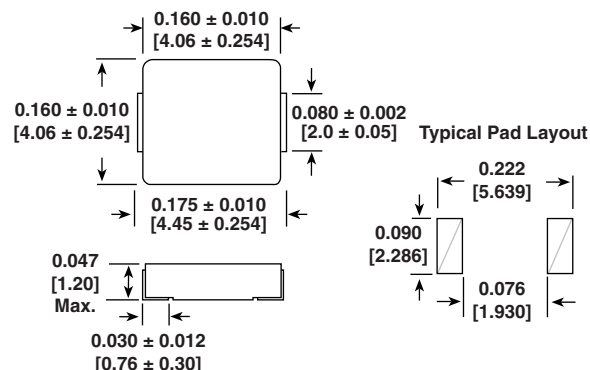 0.160 ± 0.010
[4.06 ± 0.254]
0.160 ± 0.010
[4.06 ± 0.254]
0.080 ± 0.002
[2.0 ± 0.05]
0.175 ± 0.010
[4.45 ± 0.254]
0.047
[1.20]
Max.
0.030 ± 0.012
[0.76 ± 0.30]
Typical Pad Layout
0.222
[5.639]
0.090
[2.286]
0.076
[1.930]